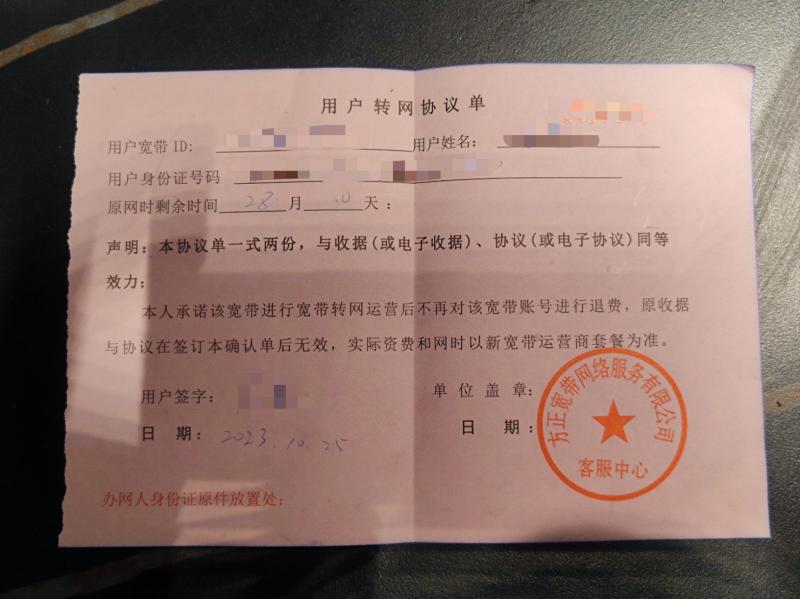 用户转网协议单
用户宽带 ID: 用户姓名:
用户身份证号码
原网时剩余时间 28 月 0 天 ;
声明: 本协议单一式两份，与收据(或电子收据)、协议(或电子协议)同等
效力;
本人承诺该宽带进行宽带转网运营后不再对该宽带账号进行退费，原收据
与协议在签订本确认单后无效，实际资费和网时以新宽带运营商套餐为准。
用户签字: 单位盖章:
日 期: 2023.10.25 日 期:
方正宽带网络服务有限公司
客服中心
办网人身份证原件放置处: